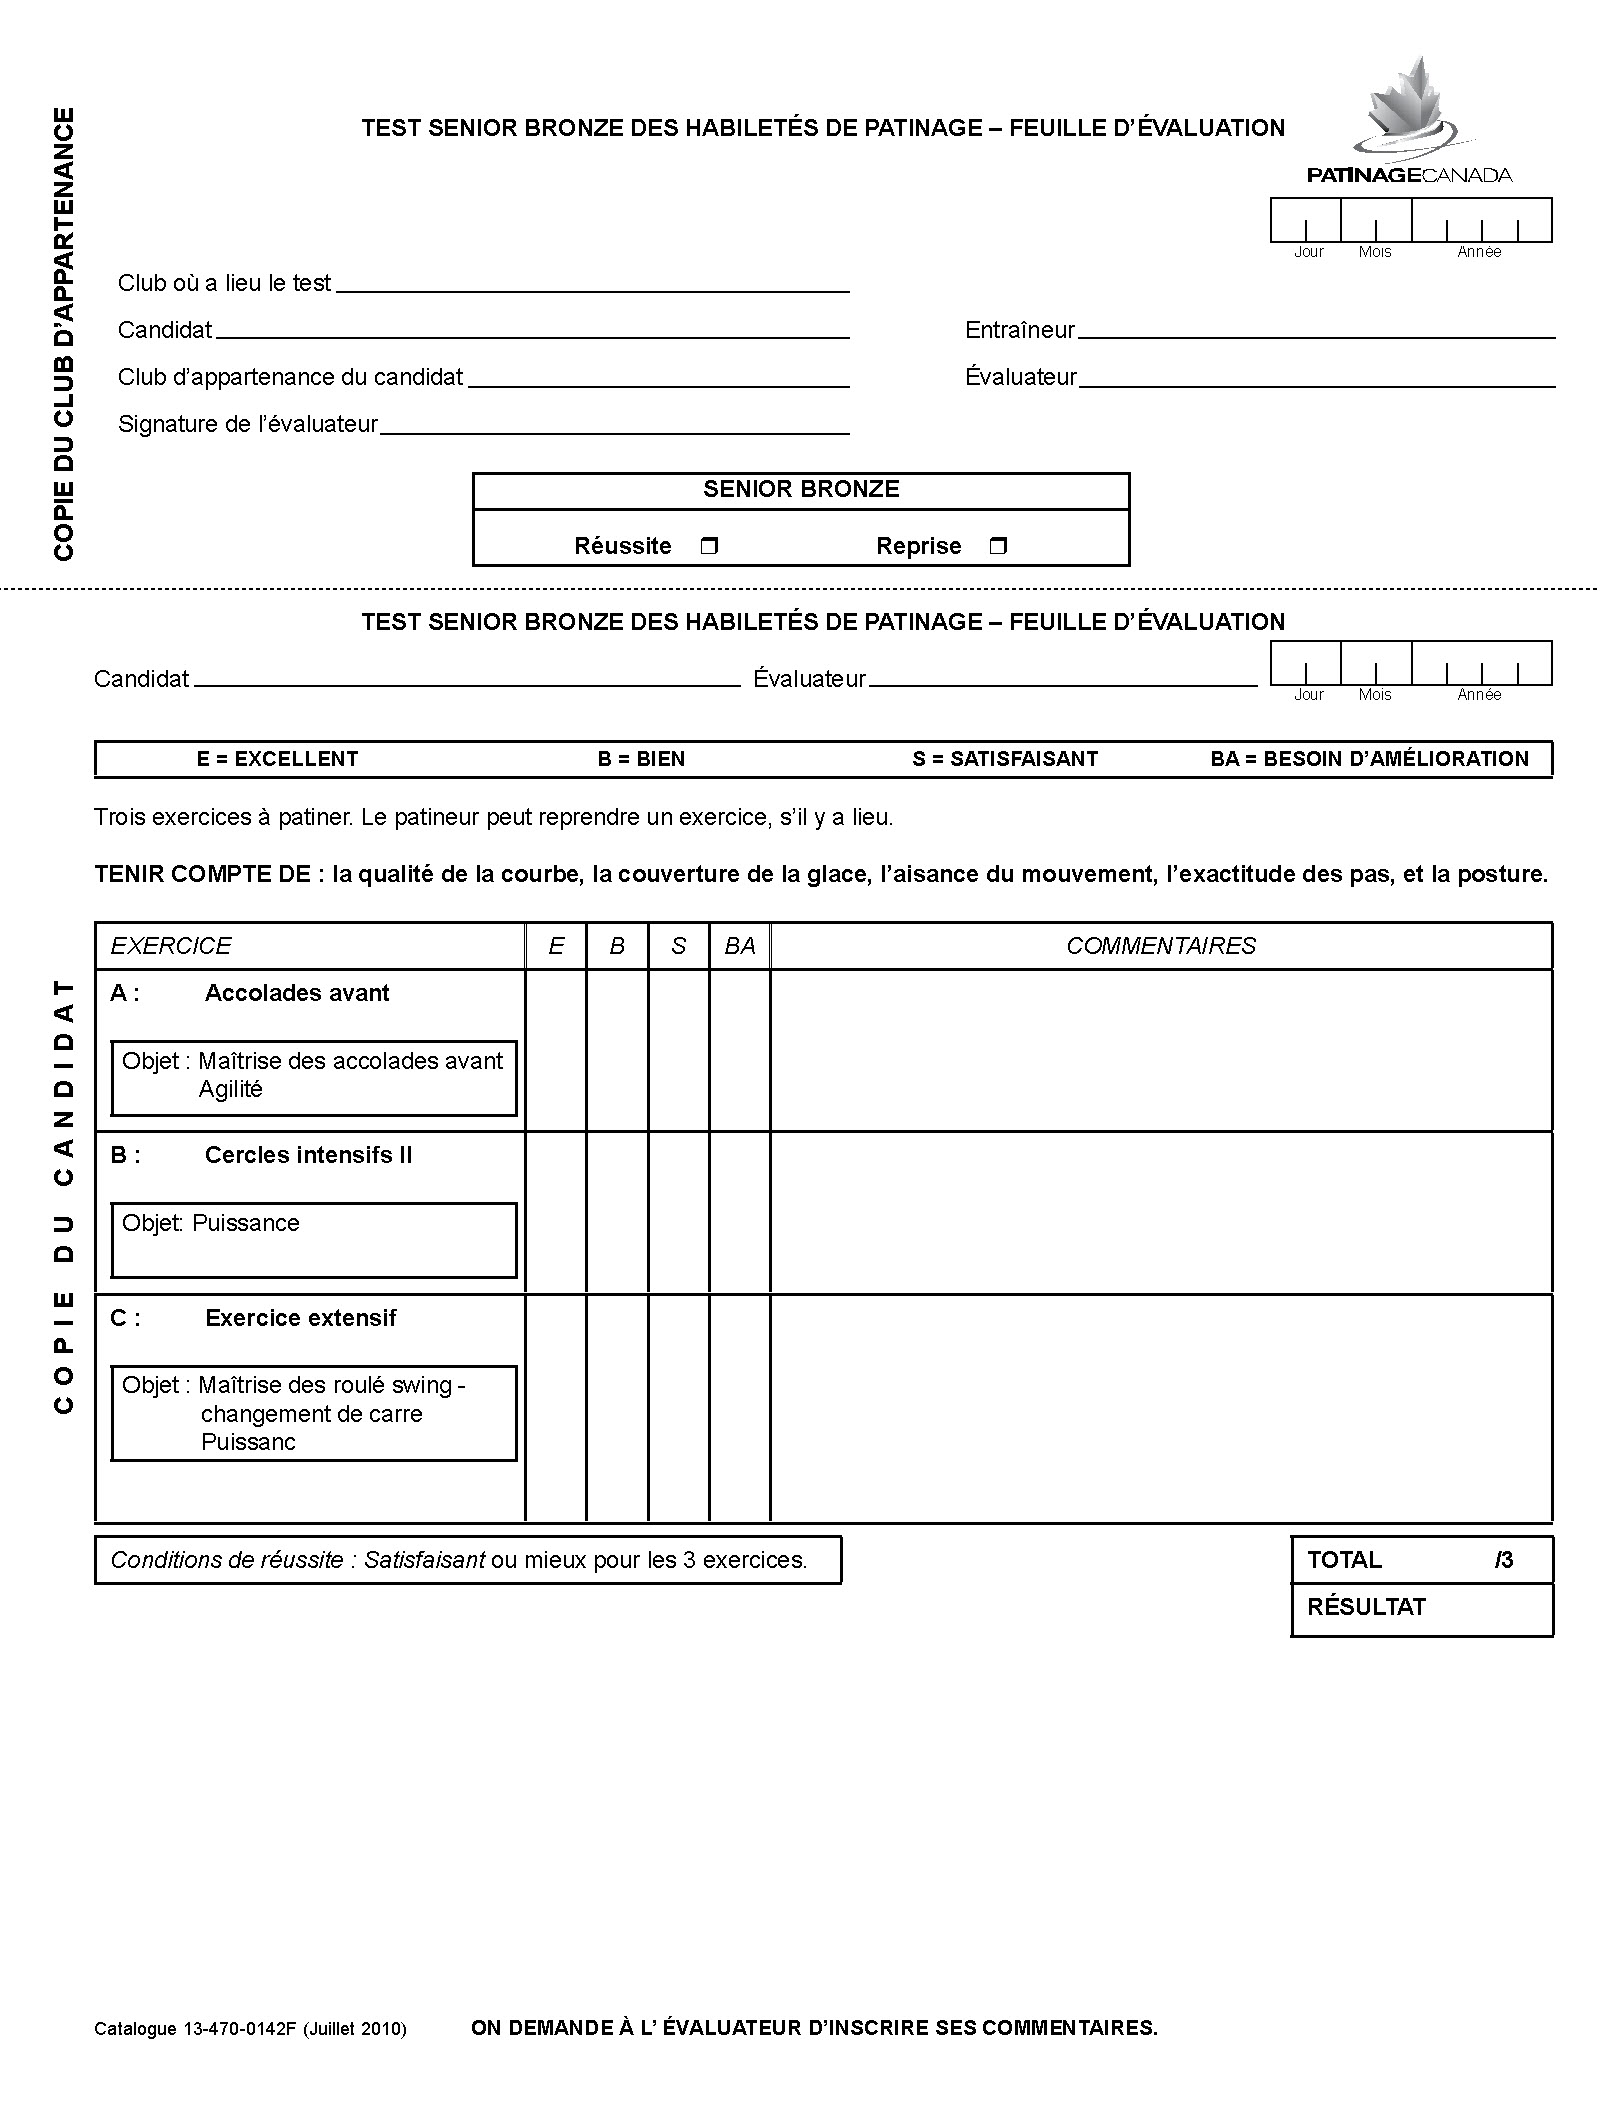 COPIE DU CLUB D’APPARTENANCE
TEST SENIOR BRONZE DES HABILETÉS DE PATINAGE – FEUILLE D’ÉVALUATION
PATINAGECANADA
Jour Mois Année
Club où a lieu le test
Candidat Entraîneur
Club d’appartenance du candidat Évaluateur
Signature de l’évaluateur
SENIOR BRONZE
Réussite ❒ Reprise ❒
TEST SENIOR BRONZE DES HABILETÉS DE PATINAGE – FEUILLE D’ÉVALUATION
Candidat Évaluateur
Jour Mois Année
E = EXCELLENT B = BIEN S = SATISFAISANT BA = BESOIN D’AMÉLIORATION
Trois exercices à patiner. Le patineur peut reprendre un exercice, s’il y a lieu.
TENIR COMPTE DE : la qualité de la courbe, la couverture de la glace, l’aisance du mouvement, l’exactitude des pas, et la posture.
COPIE DU CANDIDAT
EXERCICE E B S BA COMMENTAIRES
A : Accolades avant
Objet : Maîtrise des accolades avant
Agilité
B : Cercles intensifs II
Objet: Puissance
C : Exercice extensif
Objet : Maîtrise des roulé swing -
changement de carre
Puissanc
Conditions de réussite : Satisfaisant ou mieux pour les 3 exercices.
TOTAL /3
RÉSULTAT
Catalogue 13-470-0142F (Juillet 2010) ON DEMANDE À L’ ÉVALUATEUR D’INSCRIRE SES COMMENTAIRES.